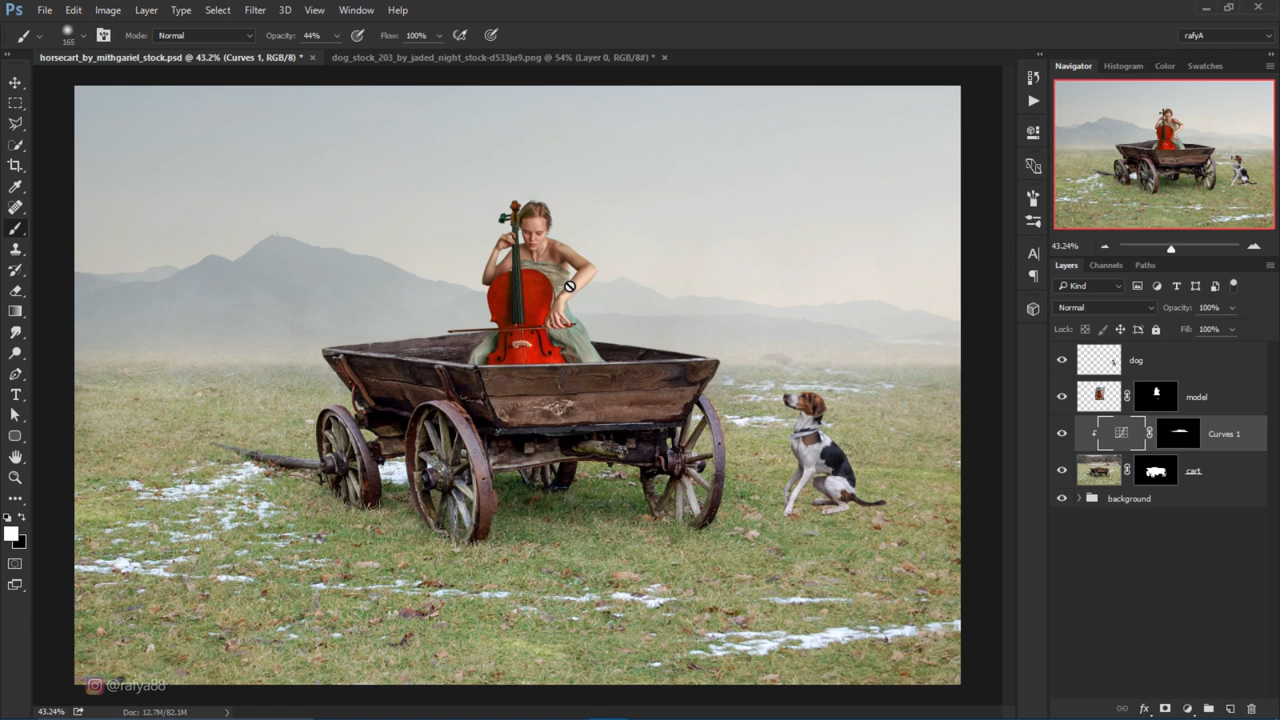 Ps File Edit Image Layer Type Select Filter 3D View Window Help
165 Mode: Normal Opacity: 44% Flow: 100% rafyA
horsecart_by_mithgariel_stock.psd @ 43.2% (Curves 1, RGB/8) * × dog_stock_203_by_jaded_night_stock-d533ju9.png @ 54% (Layer 0, RGB/8#) * ×
Navigator Histogram Color Swatches
43.24%
Layers Channels Paths
Kind
Normal Opacity: 100%
Lock: Fill: 100%
dog
model
Curves 1
cart
background
@rafya88
43.24% Doc: 12.7M/82.1M